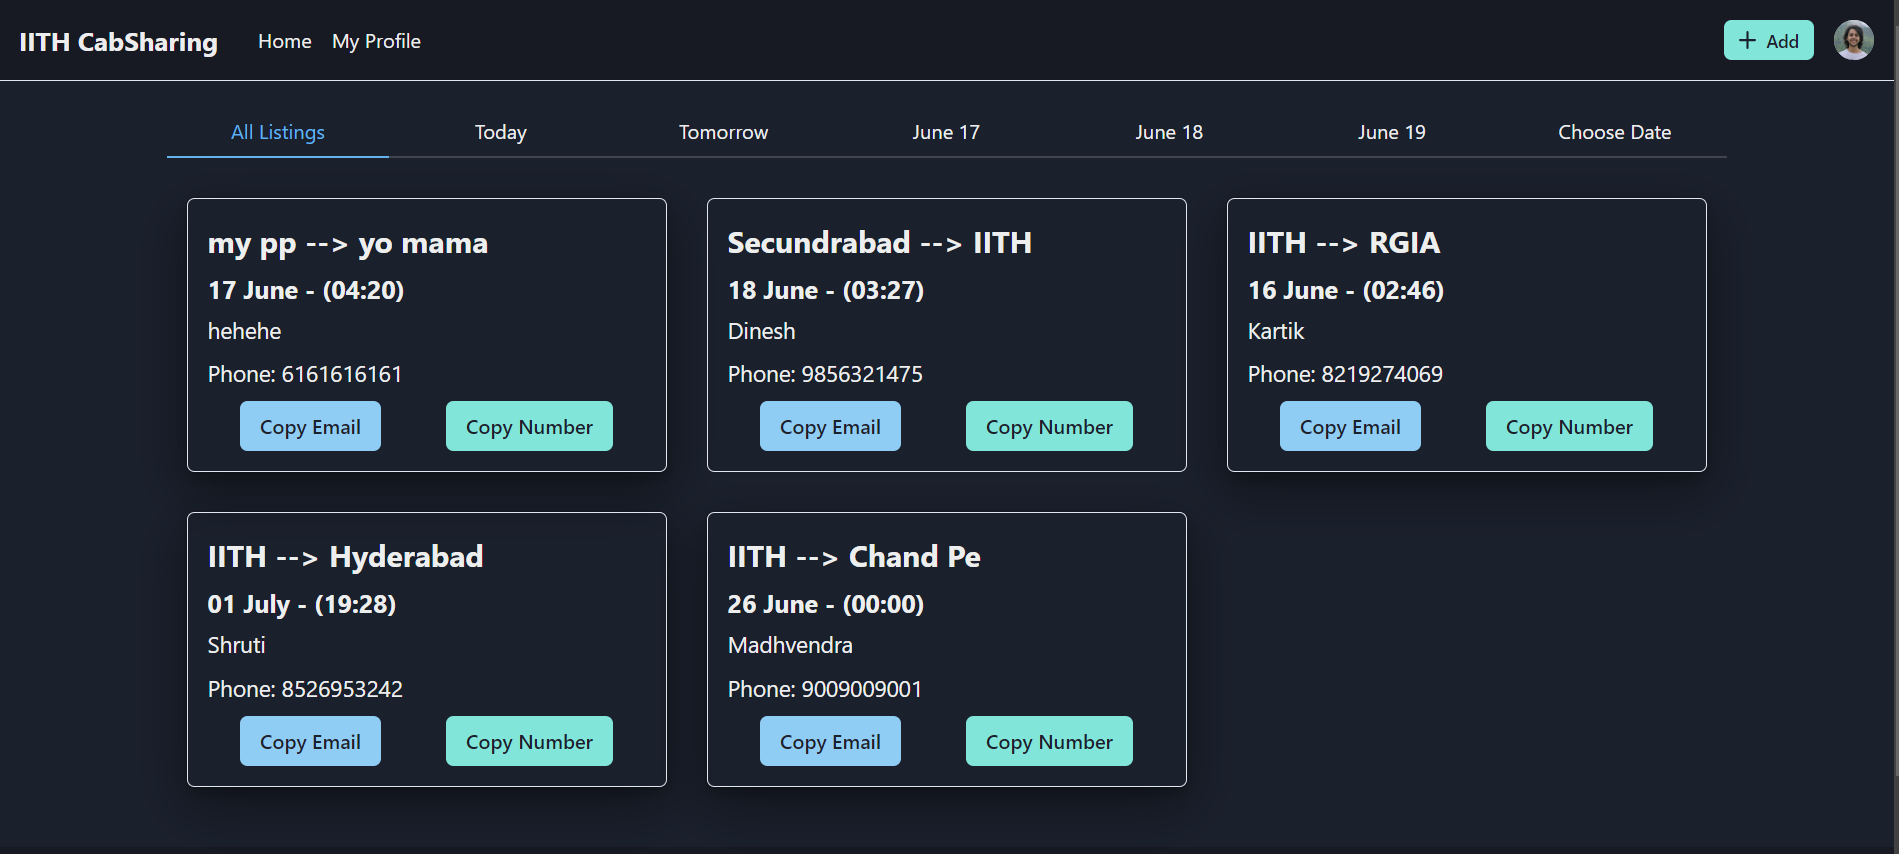 IITH CabSharing Home My Profile + Add
All Listings Today Tomorrow June 17 June 18 June 19 Choose Date
my pp --> yo mama
17 June - (04:20)
hehehe
Phone: 6161616161
Copy Email Copy Number
Secundrabad --> IITH
18 June - (03:27)
Dinesh
Phone: 9856321475
Copy Email Copy Number
IITH --> RGIA
16 June - (02:46)
Kartik
Phone: 8219274069
Copy Email Copy Number
IITH --> Hyderabad
01 July - (19:28)
Shruti
Phone: 8526953242
Copy Email Copy Number
IITH --> Chand Pe
26 June - (00:00)
Madhvendra
Phone: 9009009001
Copy Email Copy Number